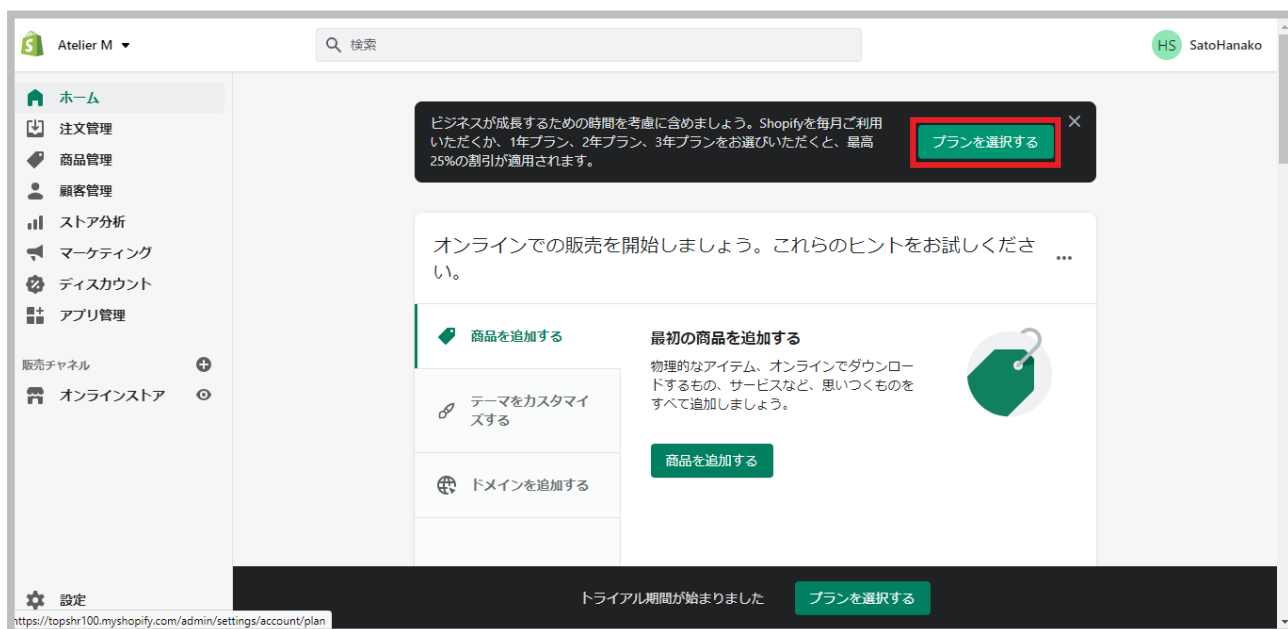 Atelier M
検索
HS
SatoHanako
ホーム
注文管理
商品管理
顧客管理
ストア分析
マーケティング
ディスカウント
アプリ管理
販売チャネル
オンラインストア
設定
https://topshr100.myshopify.com/admin/settings/account/plan
ビジネスが成長するための時間を考慮に含めましょう。Shopifyを毎月ご利用
いただくか、1年プラン、2年プラン、3年プランをお選びいただくと、最高
25%の割引が適用されます。
プランを選択する
オンラインでの販売を開始しましょう。これらのヒントをお試しくださ
い。
商品を追加する
テーマをカスタマイ
ズする
ドメインを追加する
最初の商品を追加する
物理的なアイテム、オンラインでダウンロー
ドするもの、サービスなど、思いつくものを
すべて追加しましょう。
商品を追加する
トライアル期間が始まりました
プランを選択する